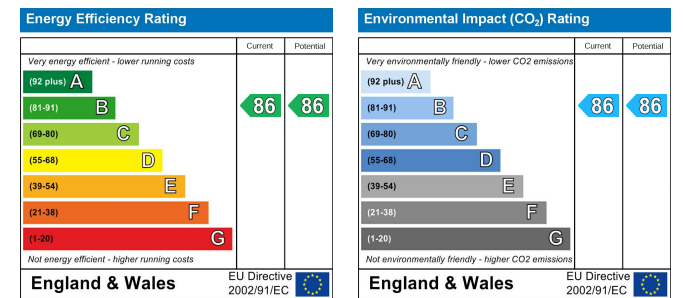 Energy Efficiency Rating
Current Potential
Very energy efficient - lower running costs
(92 plus) A
(81-91) B 86 86
(69-80) C
(55-68) D
(39-54) E
(21-38) F
(1-20) G
Not energy efficient - higher running costs
England & Wales
EU Directive
2002/91/EC
Environmental Impact (CO₂) Rating
Current Potential
Very environmentally friendly - lower CO2 emissions
(92 plus) A
(81-91) B 86 86
(69-80) C
(55-68) D
(39-54) E
(21-38) F
(1-20) G
Not environmentally friendly - higher CO2 emissions
England & Wales
EU Directive
2002/91/EC